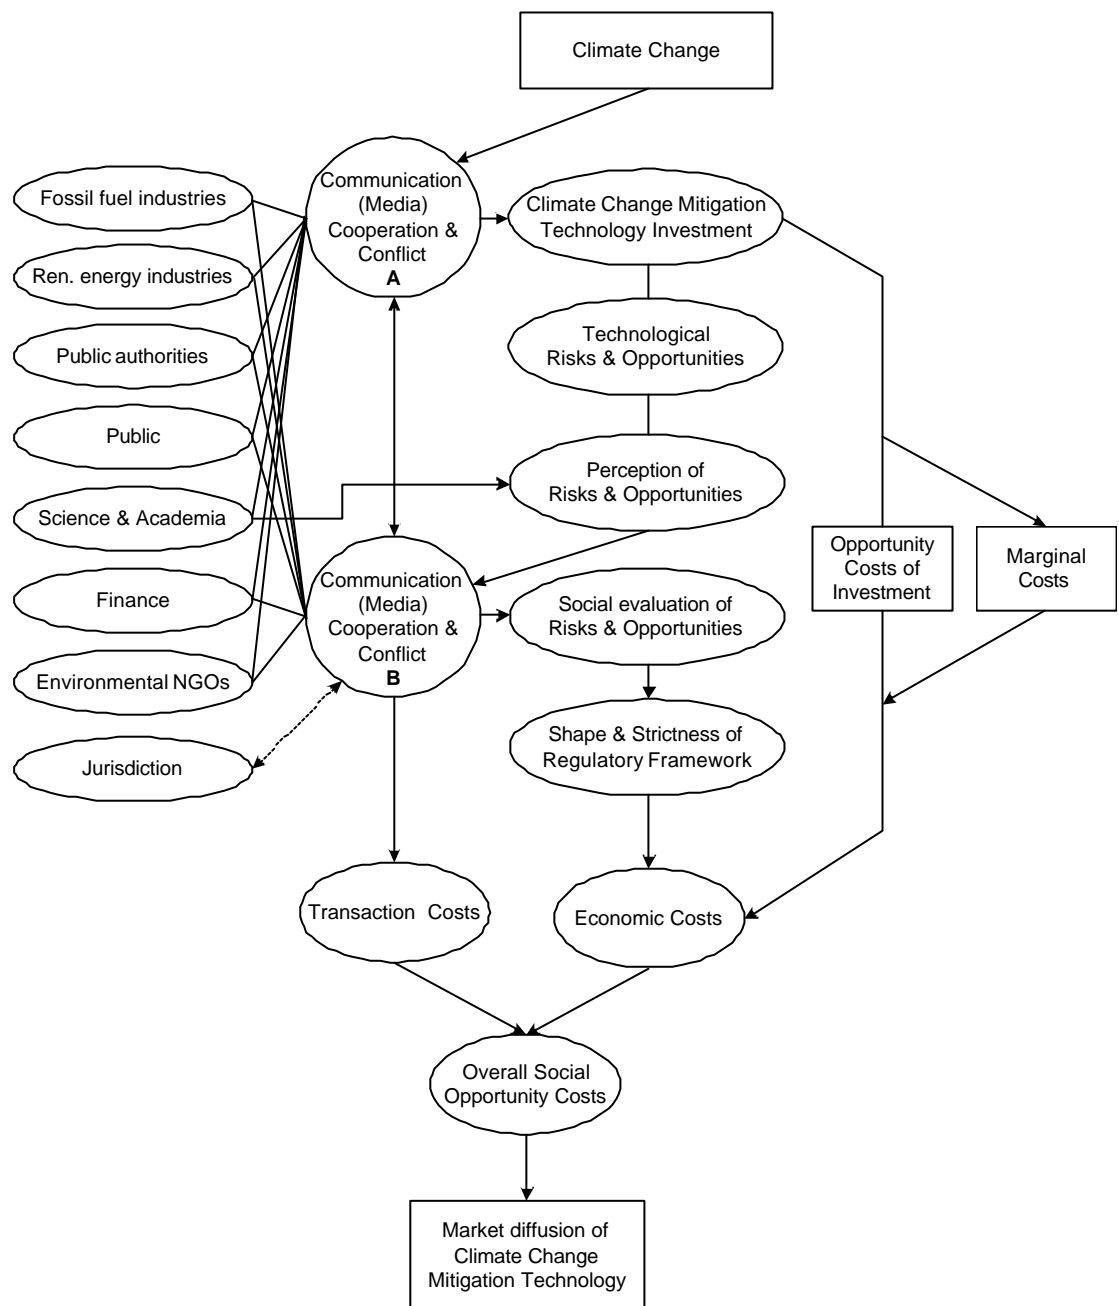 Climate Change
Communication
(Media)
Cooperation &
Conflict
A
Fossil fuel industries
Climate Change Mitigation
Technology Investment
Ren. energy industries
Public authorities
Technological
Risks & Opportunities
Public
Perception of
Risks & Opportunities
Science & Academia
Opportunity
Costs of
Investment
Marginal
Costs
Communication
(Media)
Cooperation &
Conflict
B
Finance
Social evaluation of
Risks & Opportunities
Environmental NGOs
Shape & Strictness of
Regulatory Framework
Jurisdiction
Transaction Costs
Economic Costs
Overall Social
Opportunity Costs
Market diffusion of
Climate Change
Mitigation Technology